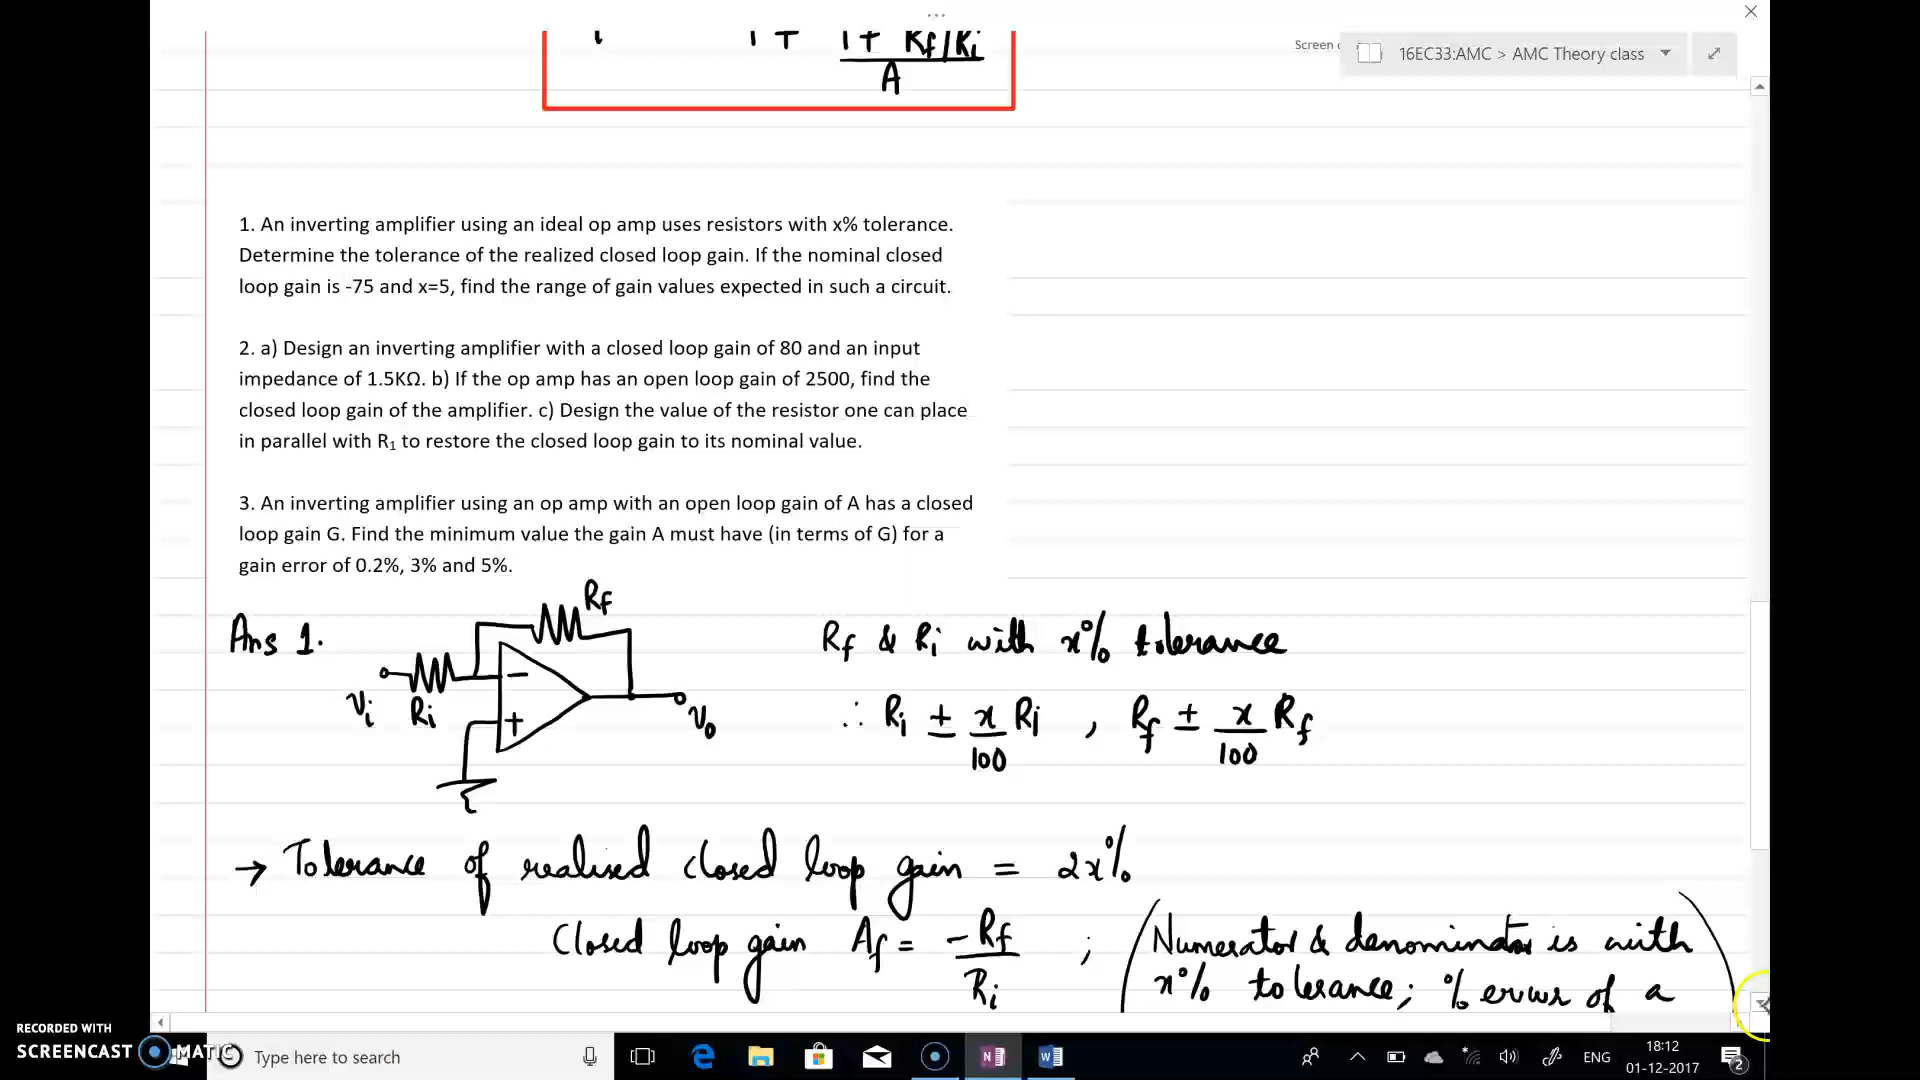 1 + 1 + Rf/Ri
A
Screen c
16EC33:AMC > AMC Theory class
1. An inverting amplifier using an ideal op amp uses resistors with x% tolerance.
Determine the tolerance of the realized closed loop gain. If the nominal closed
loop gain is -75 and x=5, find the range of gain values expected in such a circuit.
2. a) Design an inverting amplifier with a closed loop gain of 80 and an input
impedance of 1.5KΩ. b) If the op amp has an open loop gain of 2500, find the
closed loop gain of the amplifier. c) Design the value of the resistor one can place
in parallel with R₁ to restore the closed loop gain to its nominal value.
3. An inverting amplifier using an op amp with an open loop gain of A has a closed
loop gain G. Find the minimum value the gain A must have (in terms of G) for a
gain error of 0.2%, 3% and 5%.
Ans 1.
Rf
Vi
Ri
−
+
Vo
Rf & Ri with x% tolerance
∴ Ri ± x/100 Ri , Rf ± x/100 Rf
→ Tolerance of realised closed loop gain = 2x%
Closed loop gain Af = -Rf/Ri ;
(Numerator & denominator is with
x% tolerance; % error of a
RECORDED WITH
SCREENCAST MATIC
Type here to search
ENG
18:12
01-12-2017
2